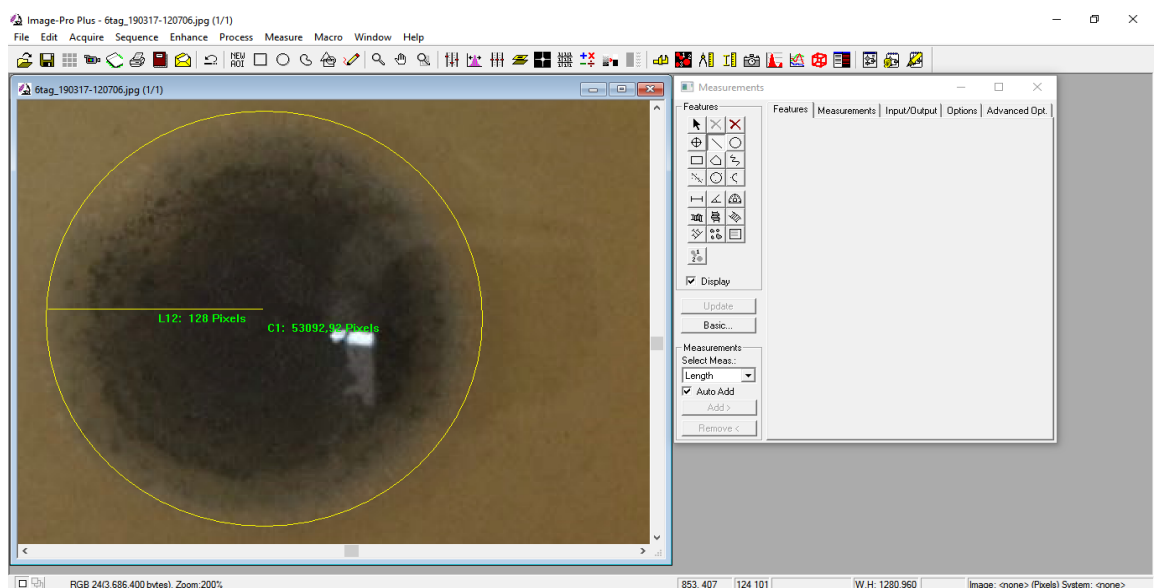 Image-Pro Plus - 6tag_190317-120706.jpg (1/1)
File Edit Acquire Sequence Enhance Process Measure Macro Window Help
NEW
AOI
6tag_190317-120706.jpg (1/1)
L12: 128 Pixels
C1: 53092,92 Pixels
Measurements
Features
Display
Update
Basic...
Measurements
Select Meas.:
Length
Auto Add
Add >
Remove <
Features Measurements Input/Output Options Advanced Opt.
RGB 24(3,686,400 bytes), Zoom:200%
853, 407
124 101
W,H: 1280,960
Image: <none> (Pixels) System: <none>